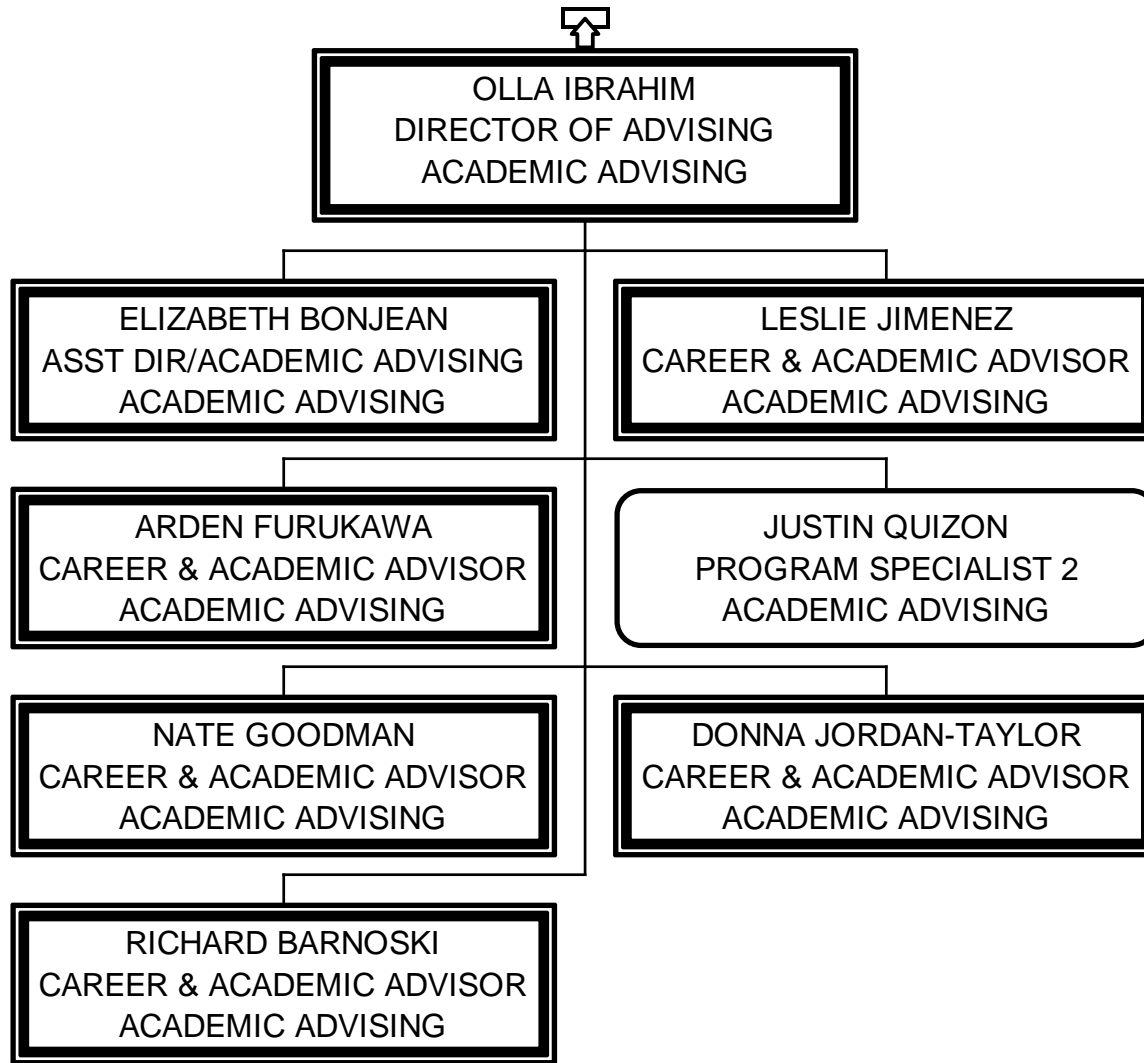 OLLA IBRAHIM
DIRECTOR OF ADVISING
ACADEMIC ADVISING
ELIZABETH BONJEAN
ASST DIR/ACADEMIC ADVISING
ACADEMIC ADVISING
LESLIE JIMENEZ
CAREER & ACADEMIC ADVISOR
ACADEMIC ADVISING
ARDEN FURUKAWA
CAREER & ACADEMIC ADVISOR
ACADEMIC ADVISING
JUSTIN QUIZON
PROGRAM SPECIALIST 2
ACADEMIC ADVISING
NATE GOODMAN
CAREER & ACADEMIC ADVISOR
ACADEMIC ADVISING
DONNA JORDAN-TAYLOR
CAREER & ACADEMIC ADVISOR
ACADEMIC ADVISING
RICHARD BARNOSKI
CAREER & ACADEMIC ADVISOR
ACADEMIC ADVISING